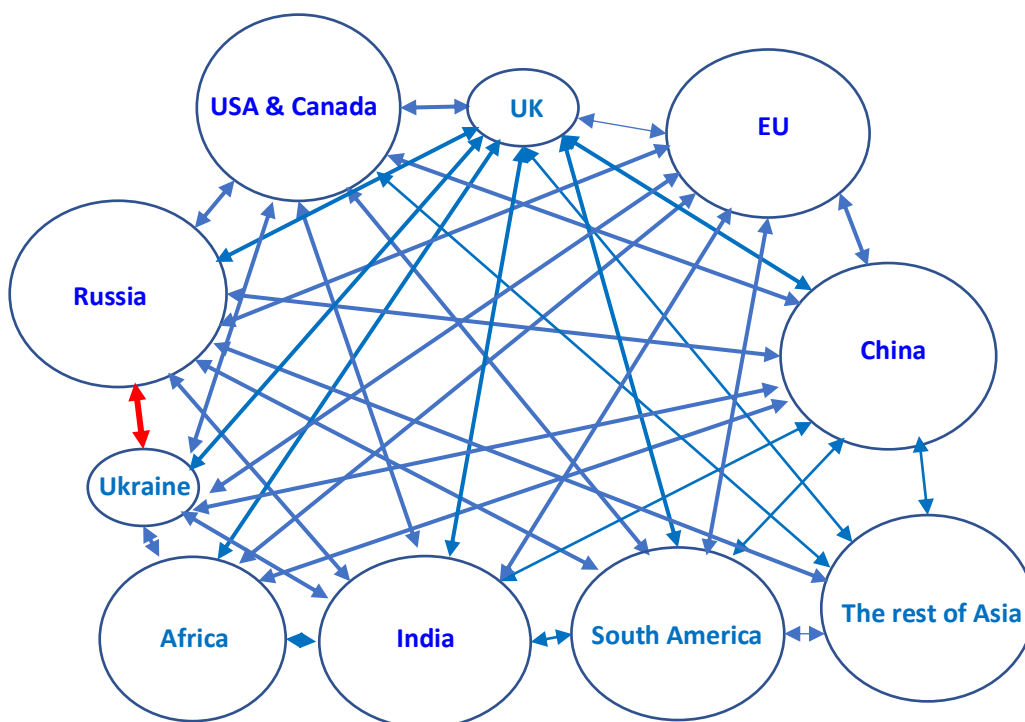 USA & Canada
UK
EU
Russia
China
Ukraine
Africa
India
South America
The rest of Asia